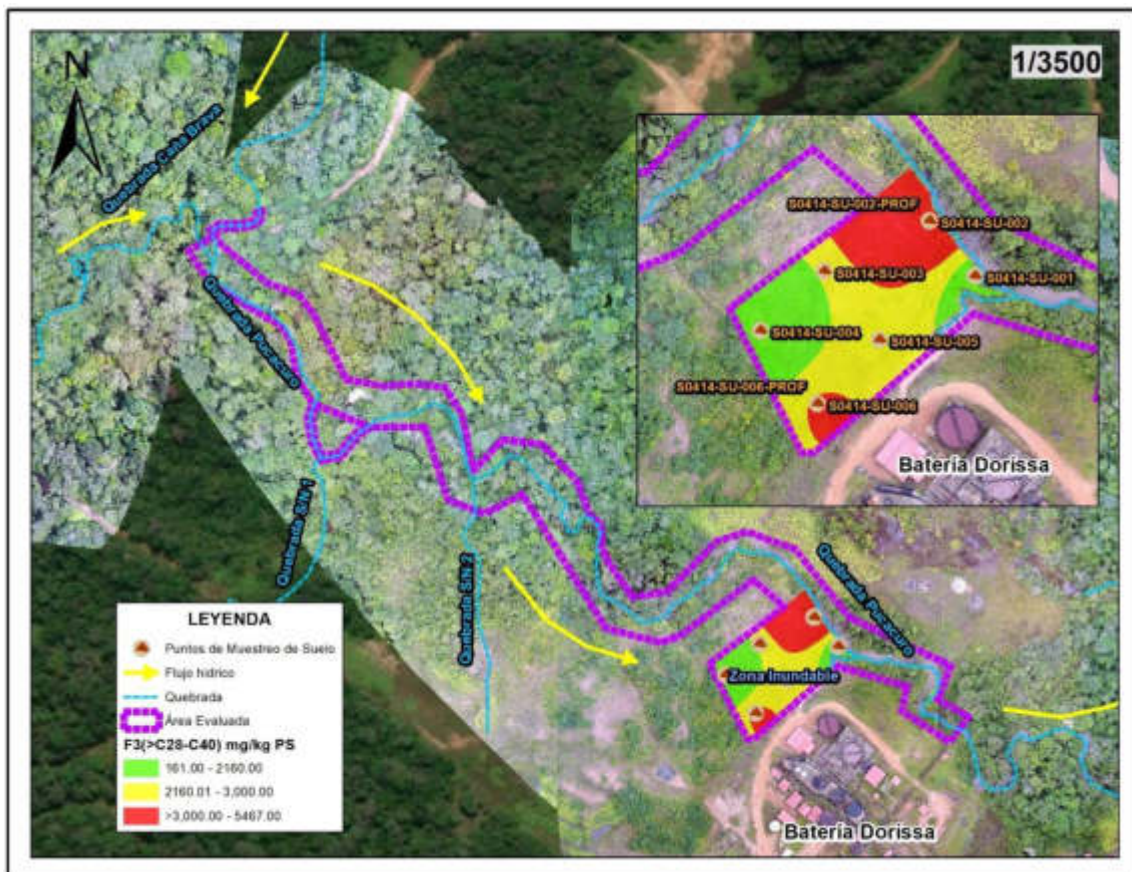 N
1/3500
Quebrada Caña Brava
Quebrada Pucacuro
Quebrada S/N 1
Quebrada S/N 2
Quebrada Pucacuro
Zona Inundable
Batería Dorissa
S0414-SU-002-PROF
S0414-SU-002
S0414-SU-001
S0414-SU-003
S0414-SU-004
S0414-SU-005
S0414-SU-006-PROF
S0414-SU-006
Batería Dorissa
LEYENDA
Puntos de Muestreo de Suelo
Flujo hídrico
Quebrada
Área Evaluada
F3(>C28-C40) mg/kg PS
161.00 - 2160.00
2160.01 - 3,000.00
>3,000.00 - 5467.00